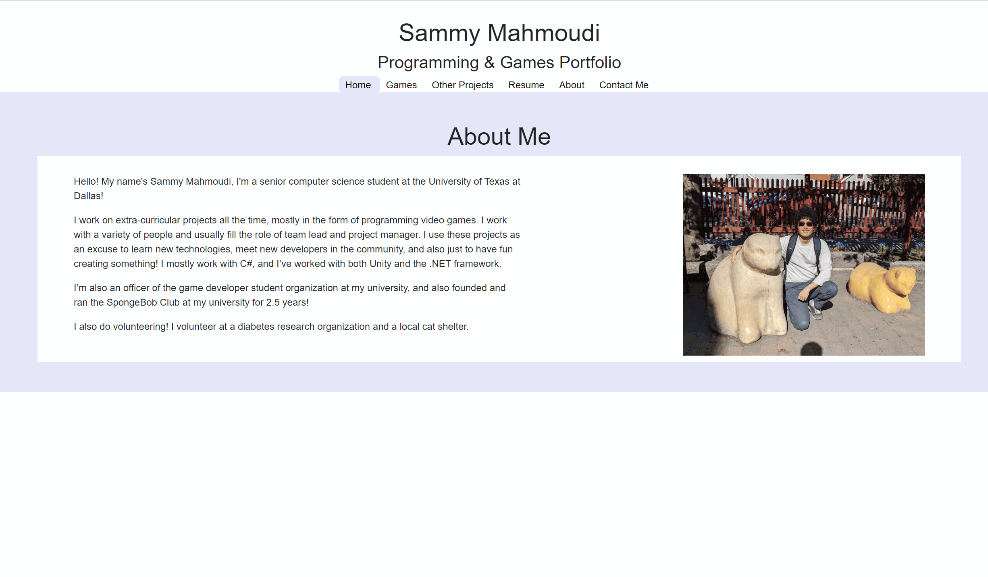 Sammy Mahmoudi
Programming & Games Portfolio
Home Games Other Projects Resume About Contact Me
About Me
Hello! My name's Sammy Mahmoudi, I'm a senior computer science student at the University of Texas at
Dallas!
I work on extra-curricular projects all the time, mostly in the form of programming video games. I work
with a variety of people and usually fill the role of team lead and project manager. I use these projects as
an excuse to learn new technologies, meet new developers in the community, and also just to have fun
creating something! I mostly work with C#, and I've worked with both Unity and the .NET framework.
I'm also an officer of the game developer student organization at my university, and also founded and
ran the SpongeBob Club at my university for 2.5 years!
I also do volunteering! I volunteer at a diabetes research organization and a local cat shelter.